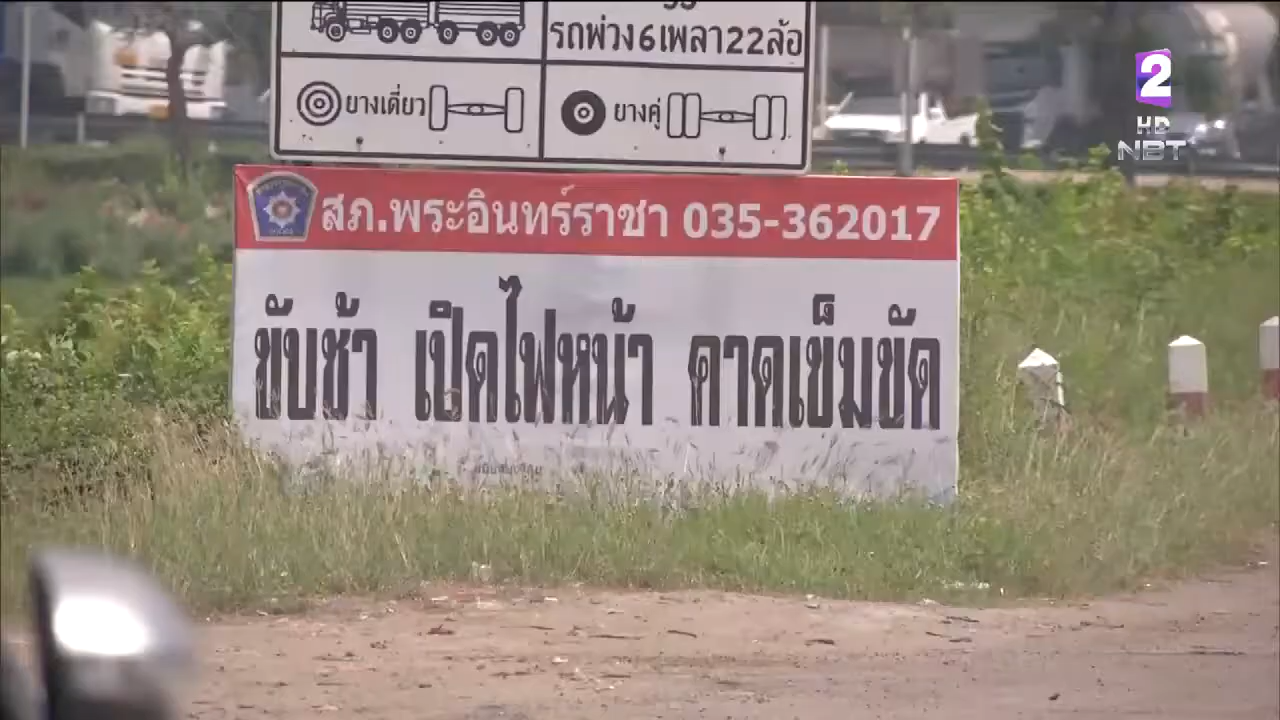 รถพ่วง6เพลา22ล้อ
ยางเดี่ยว ยางคู่
สภ.พระอินทร์ราชา 035-362017
ขับช้า เปิดไฟหน้า คาดเข็มขัด
2
HD
NBT